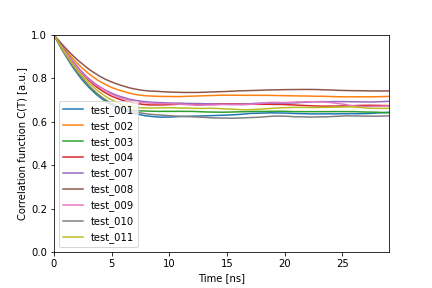 1.0
0.8
0.6
0.4
0.2
0.0
Correlation function C(T) [a.u.]
test_001
test_002
test_003
test_004
test_007
test_008
test_009
test_010
test_011
0 5 10 15 20 25
Time [ns]